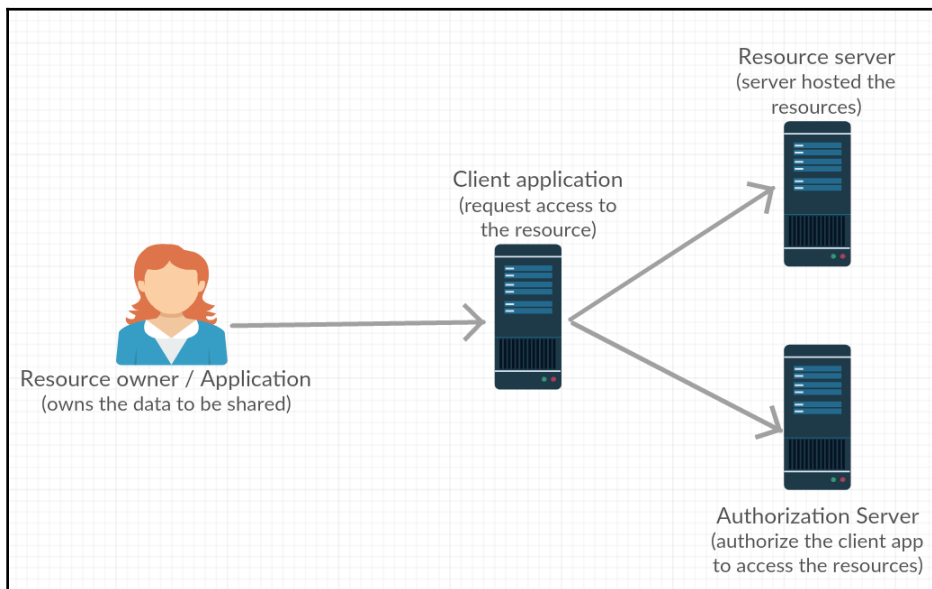 Resource server
(server hosted the
resources)
Client application
(request access to
the resource)
Resource owner / Application
(owns the data to be shared)
Authorization Server
(authorize the client app
to access the resources)